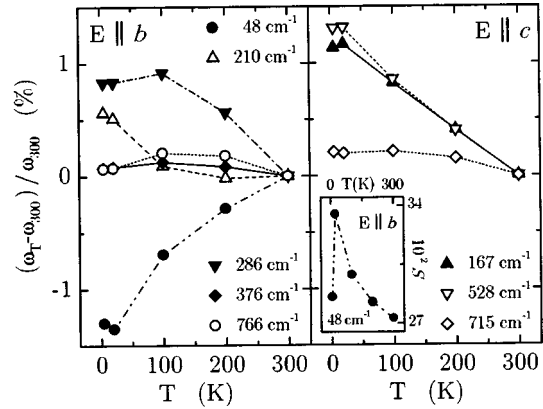 E ∥ b
48 cm⁻¹
210 cm⁻¹
E ∥ c
(ω_T-ω_300) / ω_300 (%)
1
0
-1
286 cm⁻¹
376 cm⁻¹
766 cm⁻¹
0 T(K) 300
E ∥ b
34
10² S
27
48 cm⁻¹
167 cm⁻¹
528 cm⁻¹
715 cm⁻¹
0 100 200 300
0 100 200 300
T (K)
T (K)